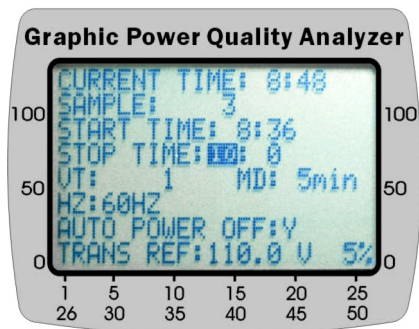 Graphic Power Quality Analyzer
CURRENT TIME: 8:48
SAMPLE: 3
START TIME: 8:36
STOP TIME:10: 0
VT: 1 MD: 5min
HZ:60HZ
AUTO POWER OFF:Y
TRANS REF:110.0 V 5%
100 100
50 50
0 0
1 5 10 15 20 25
26 30 35 40 45 50